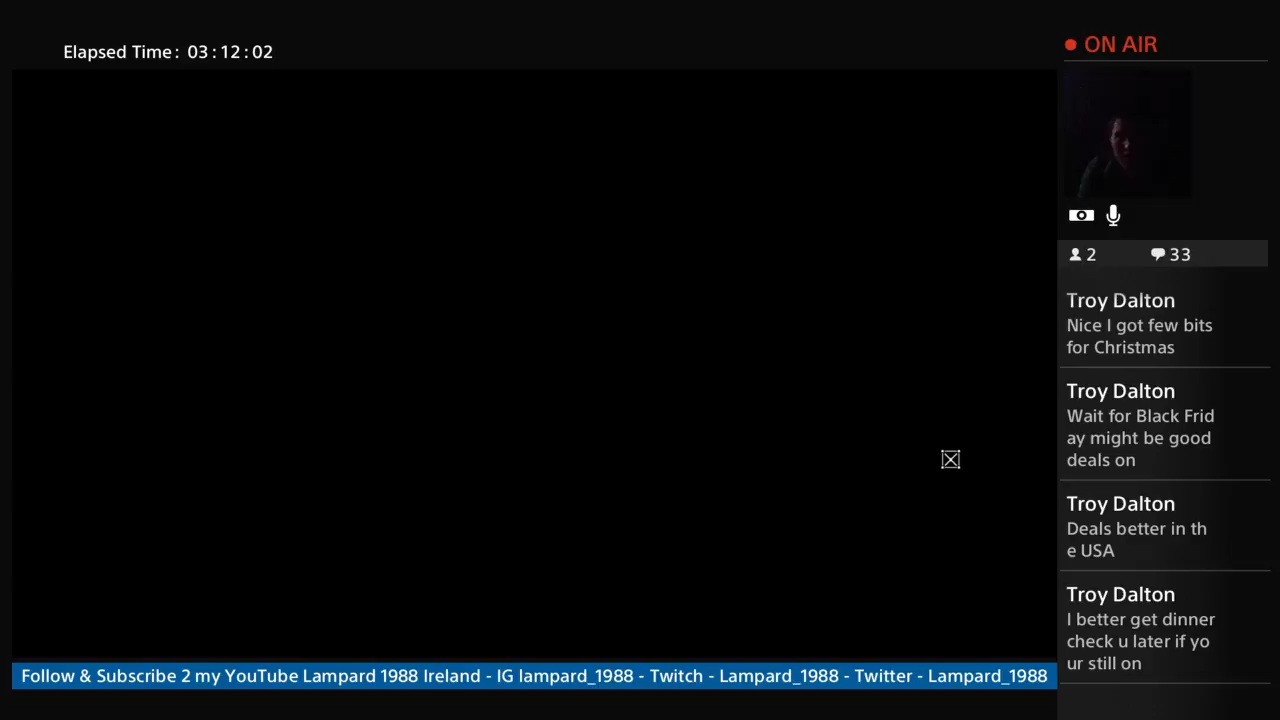 Elapsed Time: 03:12:02
ON AIR
2 33
Troy Dalton
Nice I got few bits
for Christmas
Troy Dalton
Wait for Black Frid
ay might be good
deals on
Troy Dalton
Deals better in th
e USA
Troy Dalton
I better get dinner
check u later if yo
ur still on
Follow & Subscribe 2 my YouTube Lampard 1988 Ireland - IG lampard_1988 - Twitch - Lampard_1988 - Twitter - Lampard_1988